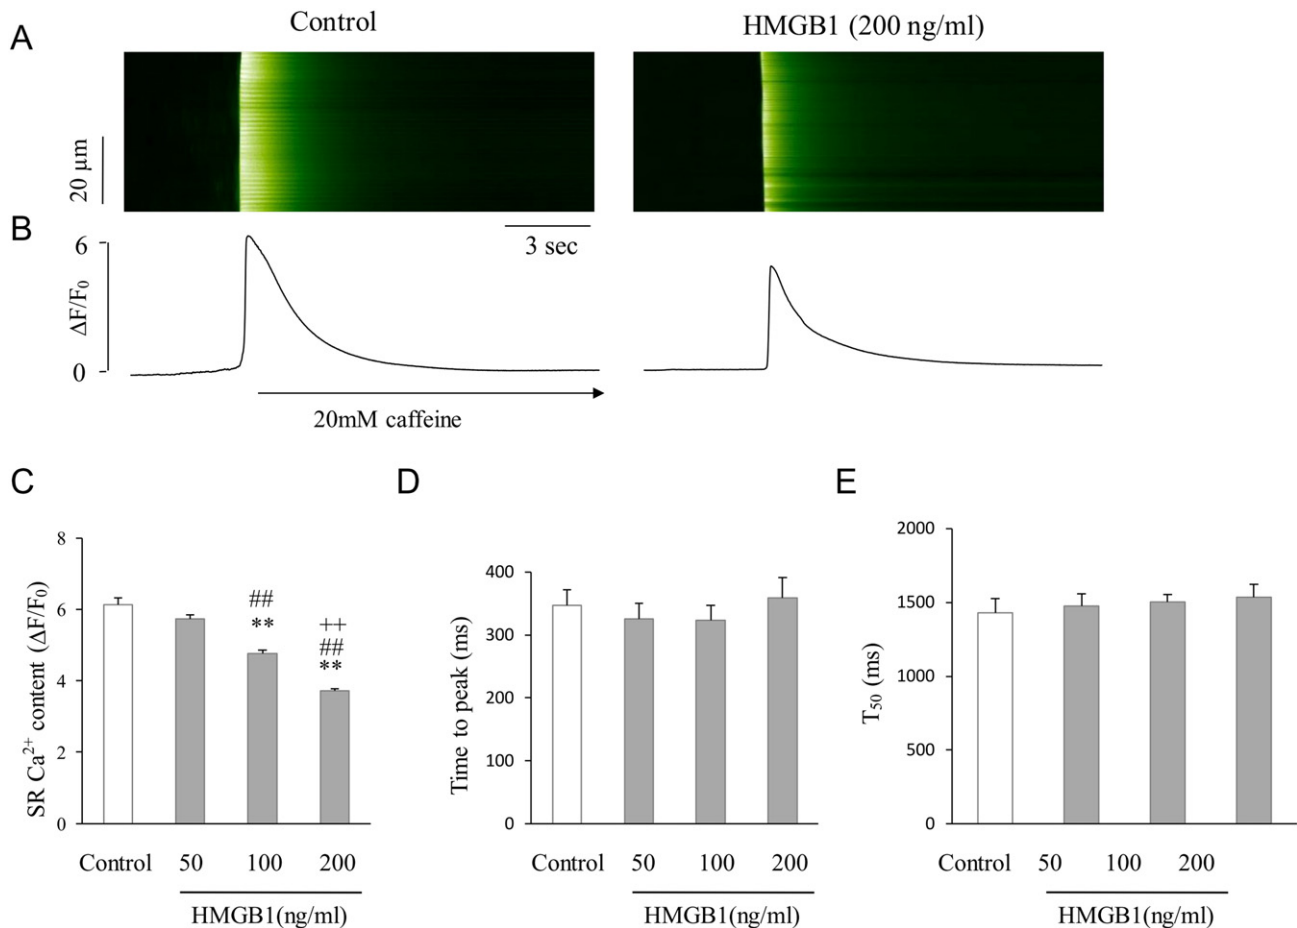 A
Control
HMGB1 (200 ng/ml)
20 μm
B
3 sec
6
ΔF/F₀
0
20mM caffeine
C
D
E
8
6
4
2
0
SR Ca²⁺ content (ΔF/F₀)
##
**
++
##
**
Control 50 100 200
HMGB1(ng/ml)
400
300
200
100
0
Time to peak (ms)
Control 50 100 200
HMGB1(ng/ml)
2000
1500
1000
500
0
T₅₀ (ms)
Control 50 100 200
HMGB1(ng/ml)